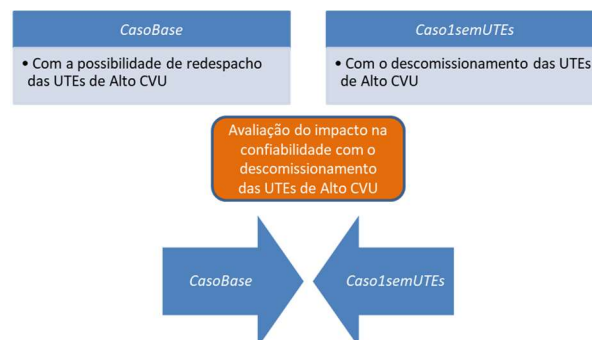 CasoBase
• Com a possibilidade de redespacho
das UTEs de Alto CVU
Caso1semUTEs
• Com o descomissionamento das UTEs
de Alto CVU
Avaliação do impacto na
confiabilidade com o
descomissionamento
das UTEs de Alto CVU
CasoBase
Caso1semUTEs